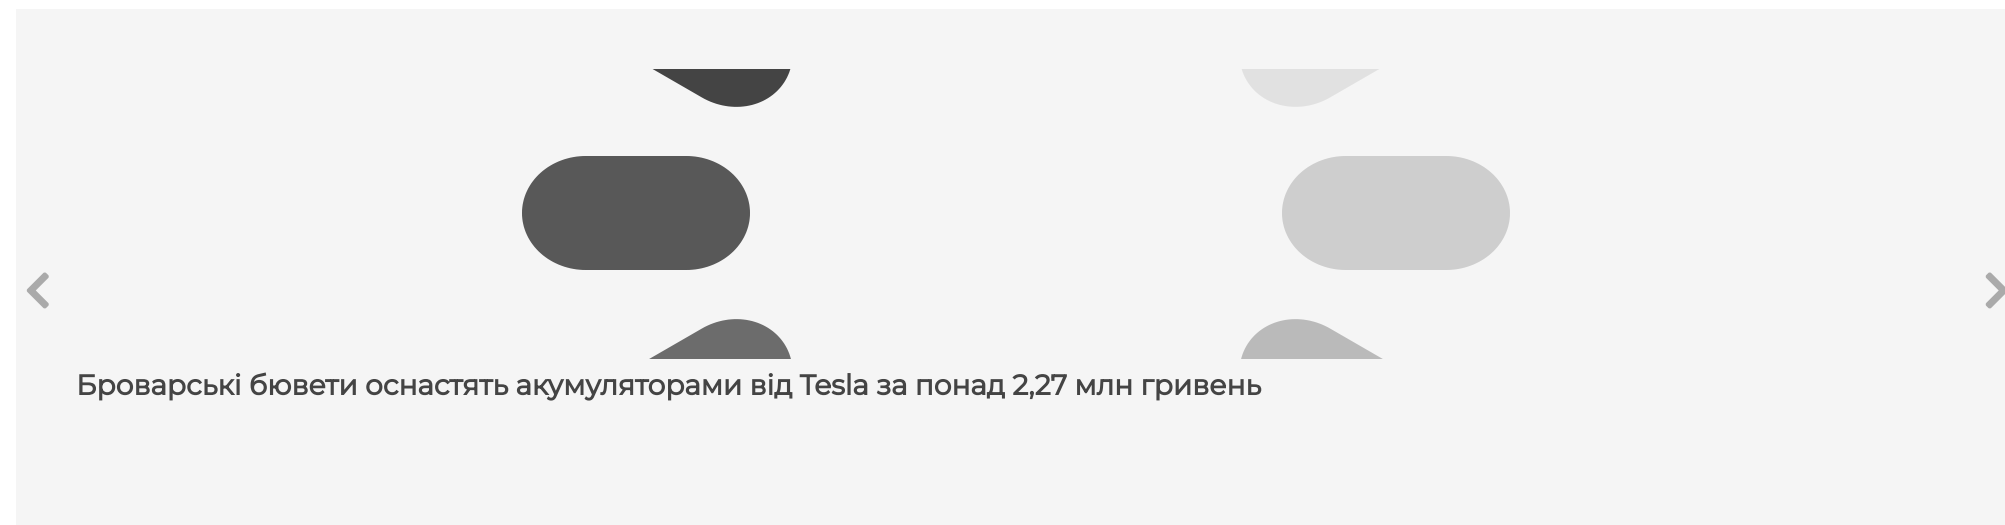 Броварські бювети оснастять акумуляторами від Tesla за понад 2,27 млн гривень